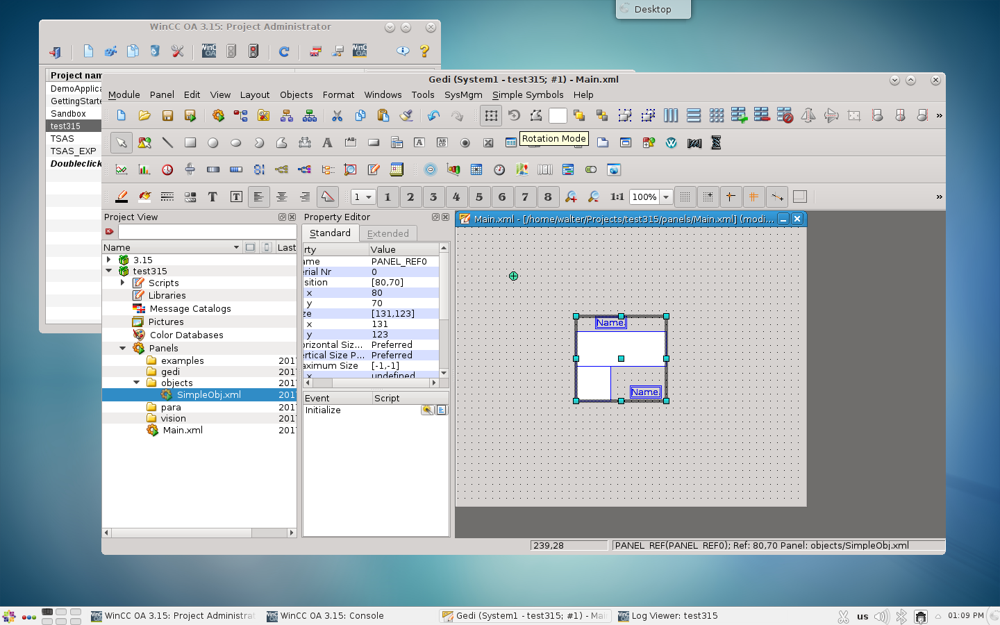 Desktop
WinCC OA 3.15: Project Administrator
Project nam
DemoApplica
GettingStarte
Sandbox
test315
TSAS
TSAS_EXP
Doubleclick
Gedi (System1 - test315; #1) - Main.xml
Module Panel Edit View Layout Objects Format Windows Tools SysMgm Simple Symbols Help
Rotation Mode
1 1 2 3 4 5 6 7 8 1:1 100%
Project View
Name Last
3.15
test315
Scripts
Libraries
Message Catalogs
Pictures
Color Databases
Panels
examples 201
gedi 201
objects 201
SimpleObj.xml 201
para 201
vision 201
Main.xml 201
Property Editor
Standard Extended
rty Value
ame PANEL_REF0
erial Nr 0
sition [80,70]
x 80
y 70
ze [131,123]
x 131
y 123
orizontal Siz... Preferred
ertical Size P... Preferred
aximum Size [-1,-1]
x undefined
Event Script
Initialize
Main.xml - [/home/walter/Projects/test315/panels/Main.xml] (modi...
Name.
Name.
239,28
PANEL_REF(PANEL_REF0); Ref: 80,70 Panel: objects/SimpleObj.xml
WinCC OA 3.15: Project Administrat
WinCC OA 3.15: Console
Gedi (System1 - test315; #1) - Mai
Log Viewer: test315
us
01:09 PM